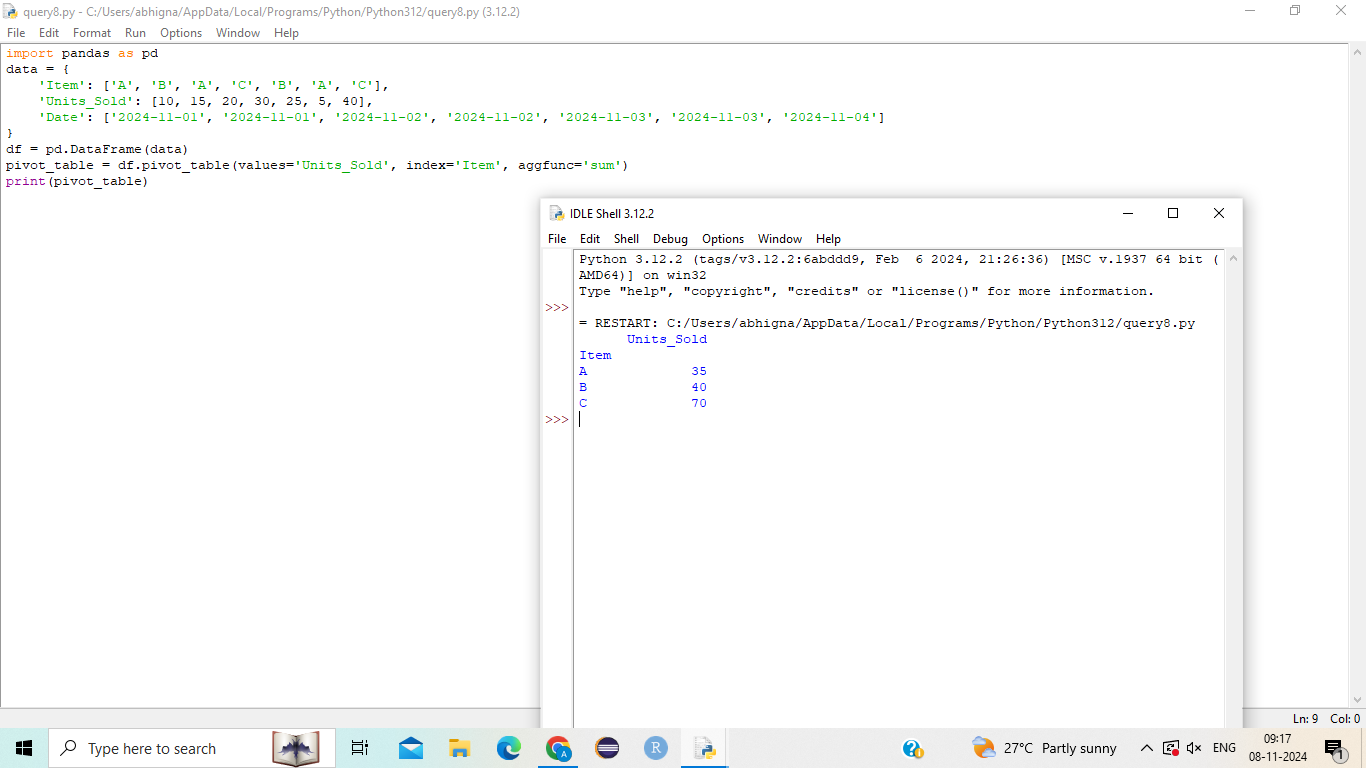 query8.py - C:/Users/abhigna/AppData/Local/Programs/Python/Python312/query8.py (3.12.2)
File Edit Format Run Options Window Help
import pandas as pd
data = {
    'Item': ['A', 'B', 'A', 'C', 'B', 'A', 'C'],
    'Units_Sold': [10, 15, 20, 30, 25, 5, 40],
    'Date': ['2024-11-01', '2024-11-01', '2024-11-02', '2024-11-02', '2024-11-03', '2024-11-03', '2024-11-04']
}
df = pd.DataFrame(data)
pivot_table = df.pivot_table(values='Units_Sold', index='Item', aggfunc='sum')
print(pivot_table)
IDLE Shell 3.12.2
File Edit Shell Debug Options Window Help
Python 3.12.2 (tags/v3.12.2:6abddd9, Feb  6 2024, 21:26:36) [MSC v.1937 64 bit (
AMD64)] on win32
Type "help", "copyright", "credits" or "license()" for more information.
>>>
= RESTART: C:/Users/abhigna/AppData/Local/Programs/Python/Python312/query8.py
      Units_Sold
Item
A             35
B             40
C             70
>>>
Ln: 9 Col: 0
Type here to search
A
R
27°C Partly sunny
ENG
09:17
08-11-2024
1